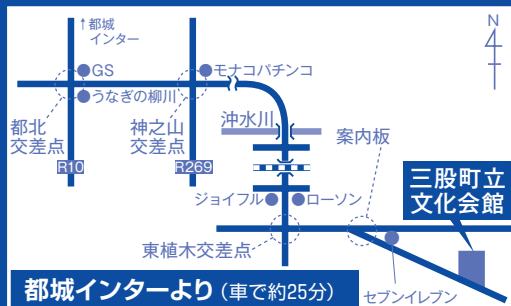 ↑都城
インター
N
GS
モナコパチンコ
うなぎの柳川
都北
交差点
神之山
交差点
沖水川
案内板
R10
R269
三股町立
文化会館
ジョイフル
ローソン
東植木交差点
都城インターより(車で約25分)
セブンイレブン